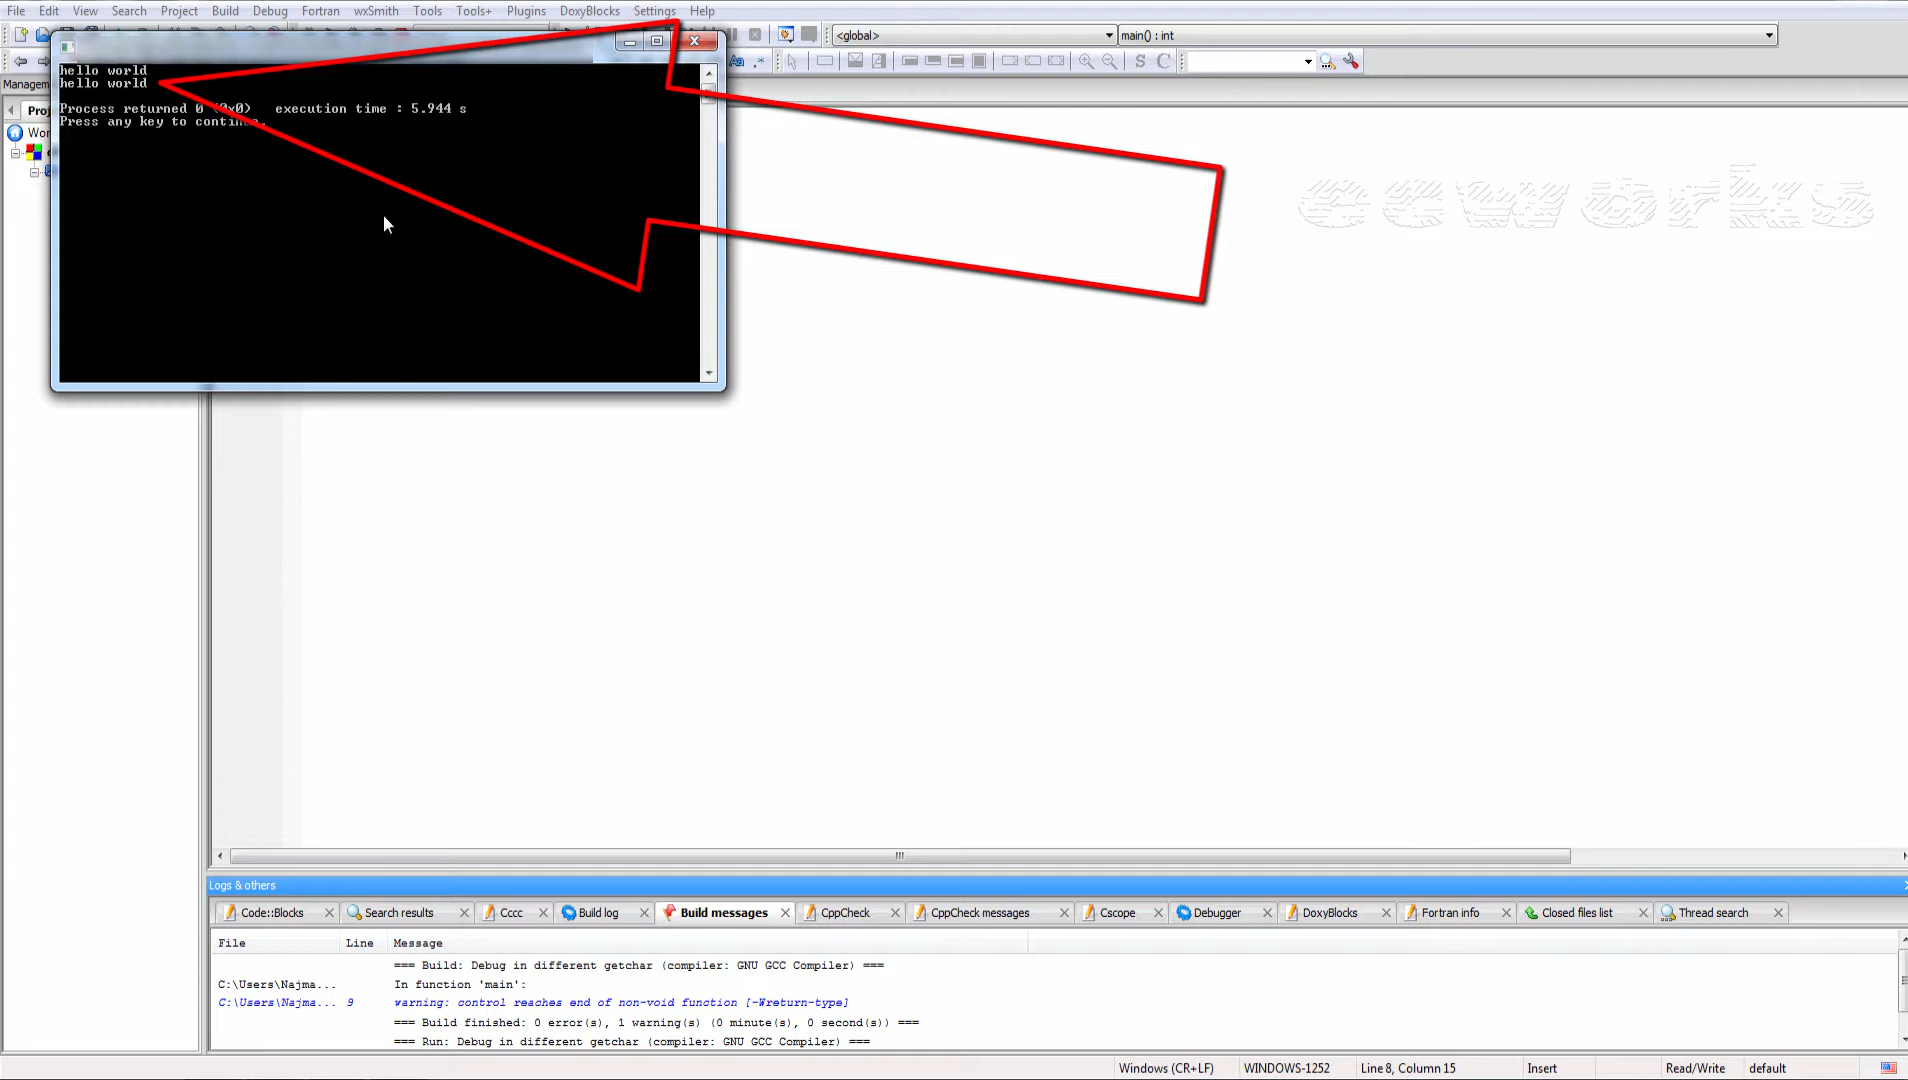 File Edit View Search Project Build Debug Fortran wxSmith Tools Tools+ Plugins DoxyBlocks Settings Help
<global> main() : int
S C
Managem
hello world
hello world
Process returned 0 (0x0) execution time : 5.944 s
Press any key to continue.
Proj
Wor
ccworks
Logs & others
Code::Blocks Search results Cccc Build log Build messages CppCheck CppCheck messages Cscope Debugger DoxyBlocks Fortran info Closed files list Thread search
File Line Message
=== Build: Debug in different getchar (compiler: GNU GCC Compiler) ===
C:\Users\Najma... In function 'main':
C:\Users\Najma... 9 warning: control reaches end of non-void function [-Wreturn-type]
=== Build finished: 0 error(s), 1 warning(s) (0 minute(s), 0 second(s)) ===
=== Run: Debug in different getchar (compiler: GNU GCC Compiler) ===
Windows (CR+LF) WINDOWS-1252 Line 8, Column 15 Insert Read/Write default